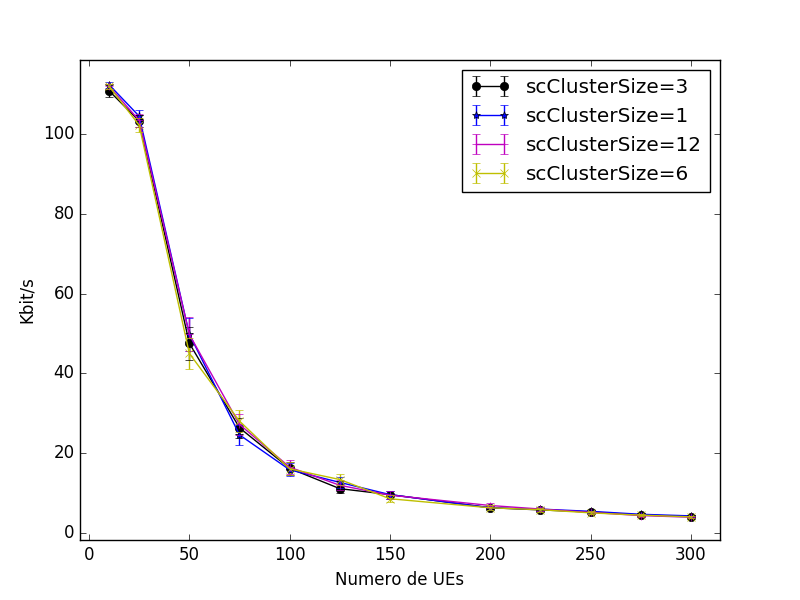 scClusterSize=3
scClusterSize=1
scClusterSize=12
scClusterSize=6
100
80
60
40
20
0
Kbit/s
0 50 100 150 200 250 300
Numero de UEs